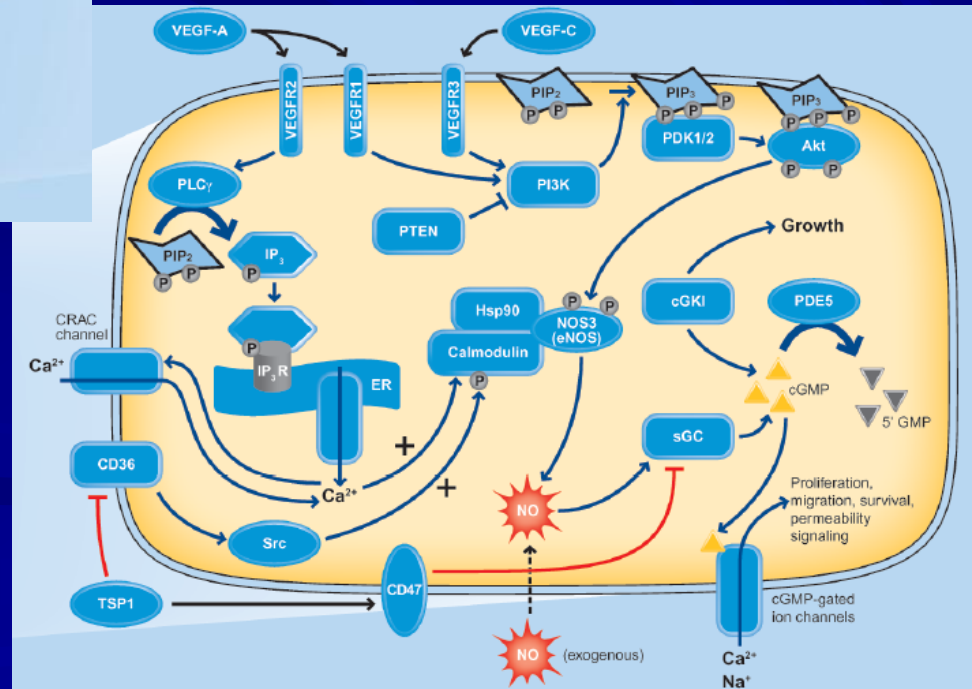 VEGF-A
VEGF-C
VEGFR2
VEGFR1
VEGFR3
PIP2
P
P
PIP3
P
P
P
PIP3
P
P
P
PDK1/2
Akt
P
P
PLCγ
PI3K
PTEN
PIP2
P
P
IP3
P
Growth
cGKI
PDE5
Hsp90
P
P
NOS3
(eNOS)
Calmodulin
P
CRAC
channel
Ca2+
P
IP3R
ER
cGMP
5' GMP
sGC
CD36
+
+
Ca2+
Src
NO
Proliferation,
migration, survival,
permeability
signaling
TSP1
CD47
cGMP-gated
ion channels
NO
(exogenous)
Ca2+
Na+